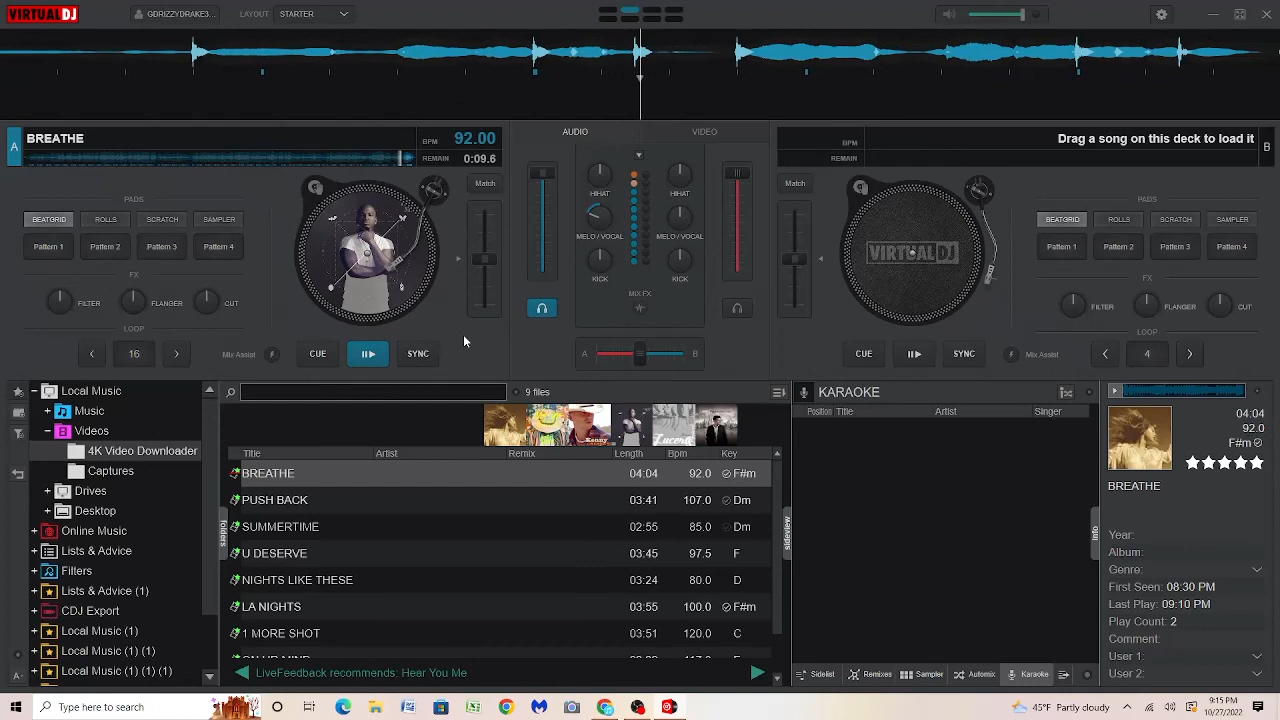 VIRTUAL DJ
GDRIZZYDRAKE3...
LAYOUT STARTER
A BREATHE
BPM 92.00
REMAIN 0:09.6
AUDIO VIDEO
BPM
REMAIN
Drag a song on this deck to load it B
Match
PADS
BEATGRID ROLLS SCRATCH SAMPLER
Pattern 1 Pattern 2 Pattern 3 Pattern 4
FX
FILTER FLANGER CUT
LOOP
< 16 >
Mix Assist
CUE
SYNC
HIHAT HIHAT
MELO / VOCAL MELO / VOCAL
KICK KICK
MIX FX
A B
Match
VIRTUAL DJ
PADS
BEATGRID ROLLS SCRATCH SAMPLER
Pattern 1 Pattern 2 Pattern 3 Pattern 4
FX
FILTER FLANGER CUT
LOOP
CUE
SYNC
Mix Assist
< 4 >
Local Music
Music
Videos
4K Video Downloader
Captures
Drives
Desktop
Online Music
Lists & Advice
Filters
Lists & Advice (1)
CDJ Export
Local Music (1)
Local Music (1) (1)
Local Music (1) (1) (1)
folders
9 files
Title Artist Remix Length Bpm Key
BREATHE 04:04 92.0 F#m
PUSH BACK 03:41 107.0 Dm
SUMMERTIME 02:55 85.0 Dm
U DESERVE 03:45 97.5 F
NIGHTS LIKE THESE 03:24 80.0 D
LA NIGHTS 03:55 100.0 F#m
1 MORE SHOT 03:51 120.0 C
LiveFeedback recommends: Hear You Me
sideview
KARAOKE
Position Title Artist Singer
Sidelist Remixes Sampler Automix Karaoke
info
04:04
92.0
F#m
BREATHE
Year:
Album:
Genre:
First Seen: 08:30 PM
Last Play: 09:10 PM
Play Count: 2
Comment:
User 1:
User 2:
Type here to search
45°F Partly cloudy
9:15 PM
10/27/2022